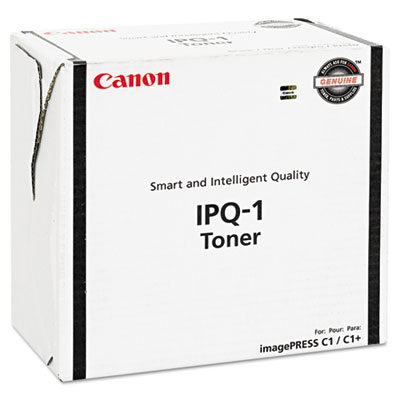 Canon
GENUINE
Smart and Intelligent Quality
IPQ-1
Toner
For: Pour: Para:
imagePRESS C1 / C1+